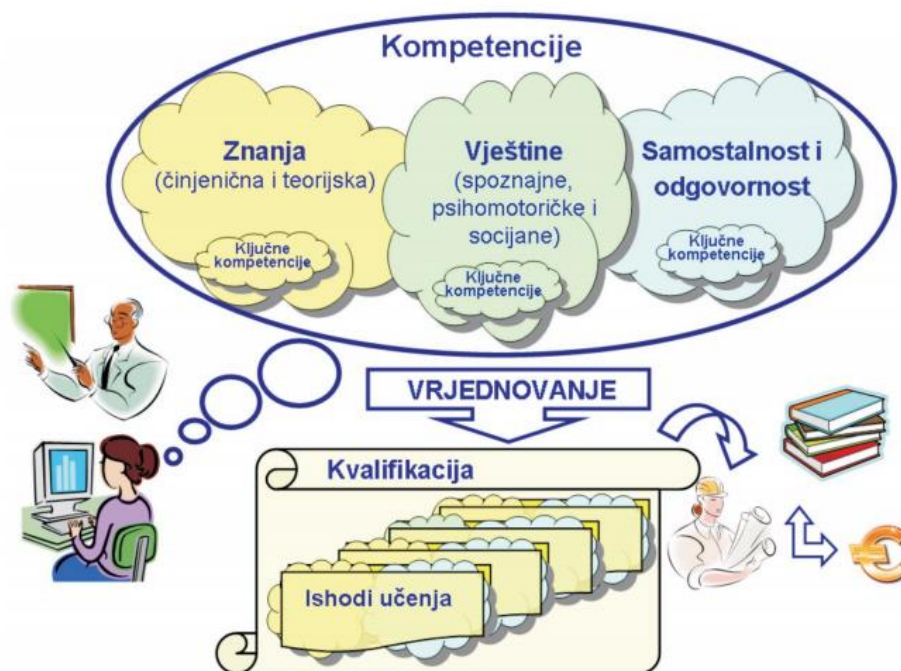 Kompetencije
Znanja
(činjenična i teorijska)
Ključne
kompetencije
Vještine
(spoznajne,
psihomotoričke i
socijane)
Ključne
kompetencije
Samostalnost i
odgovornost
Ključne
kompetencije
VRJEDNOVANJE
Kvalifikacija
Ishodi učenja